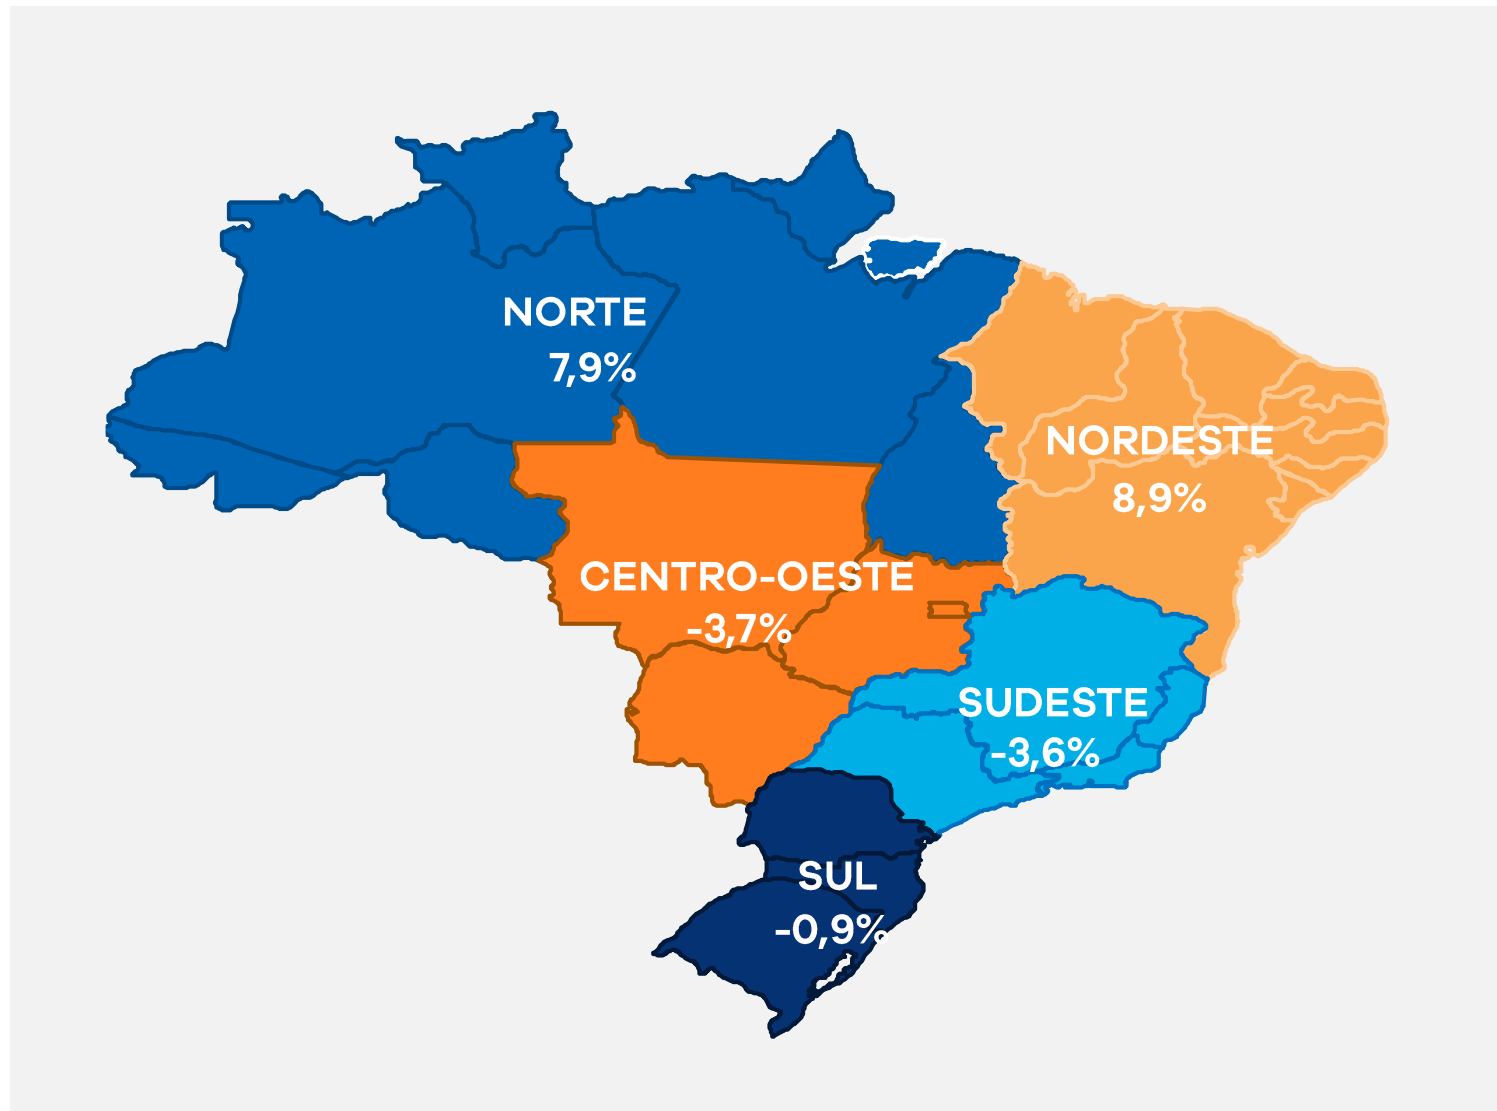 NORTE
7,9%
NORDESTE
8,9%
CENTRO-OESTE
-3,7%
SUDESTE
-3,6%
SUL
-0,9%